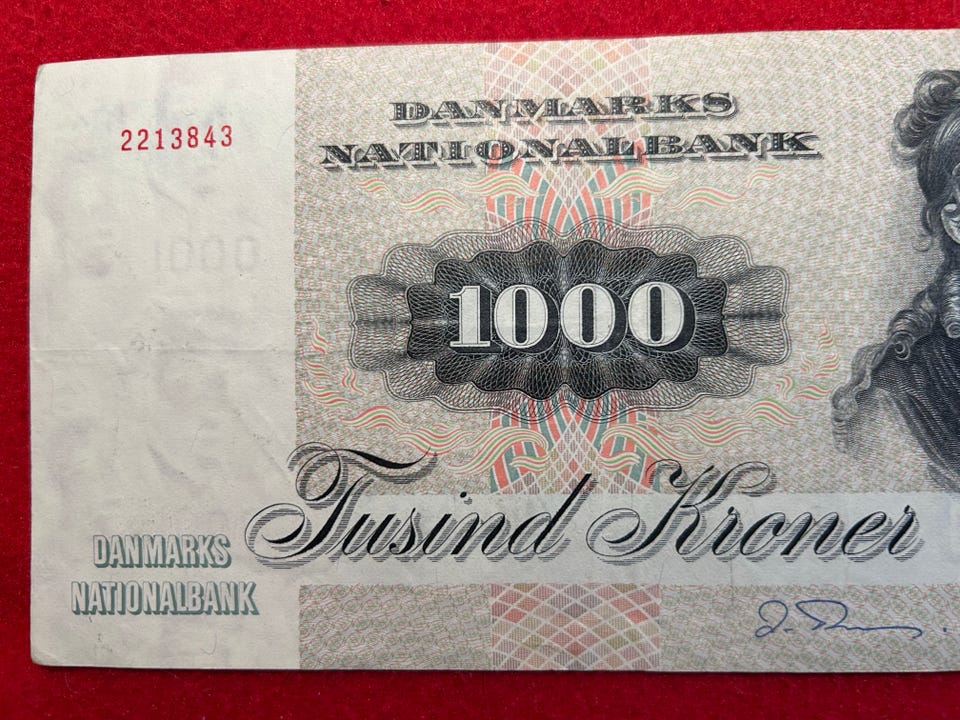 2213843
DANMARKS
NATIONALBANK
1000
Tusind Kroner
DANMARKS
NATIONALBANK